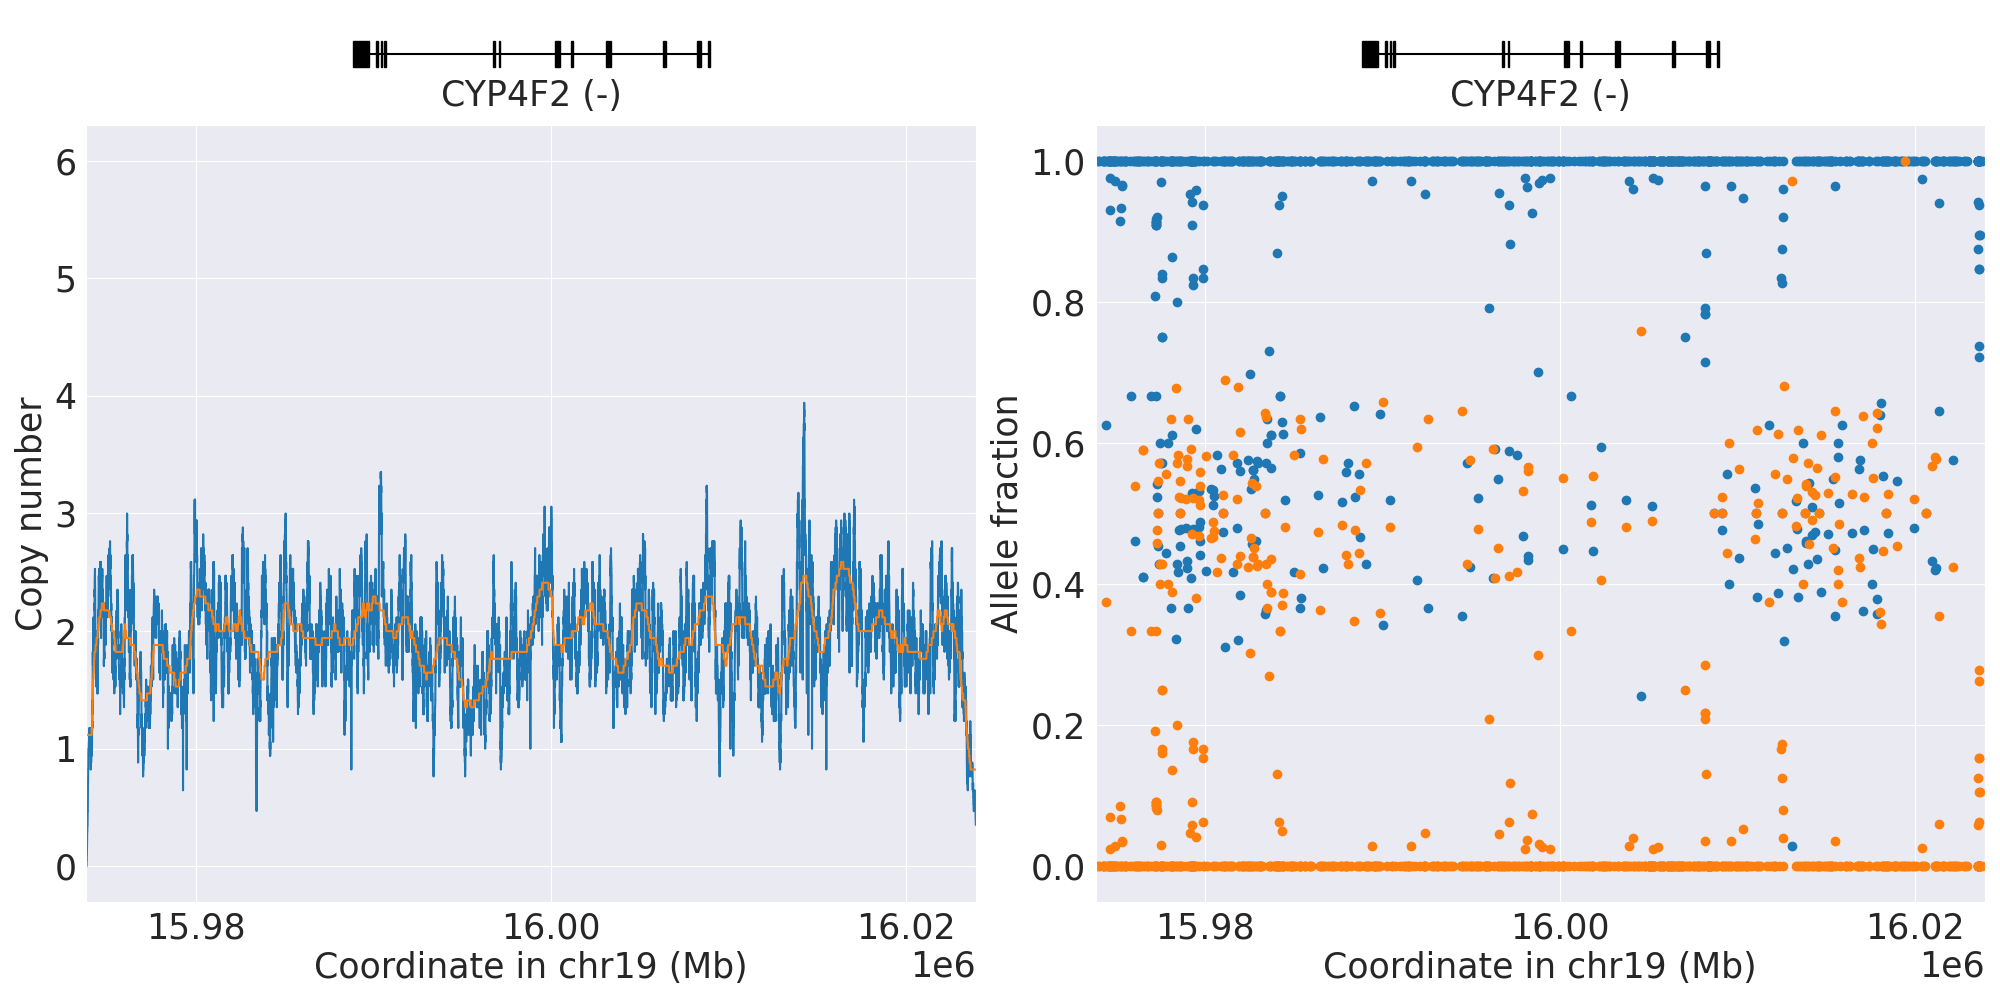 CYP4F2 (-)
6
5
4
3
2
1
0
Copy number
15.98
16.00
16.02
Coordinate in chr19 (Mb)
1e6
CYP4F2 (-)
1.0
0.8
0.6
0.4
0.2
0.0
Allele fraction
15.98
16.00
16.02
Coordinate in chr19 (Mb)
1e6